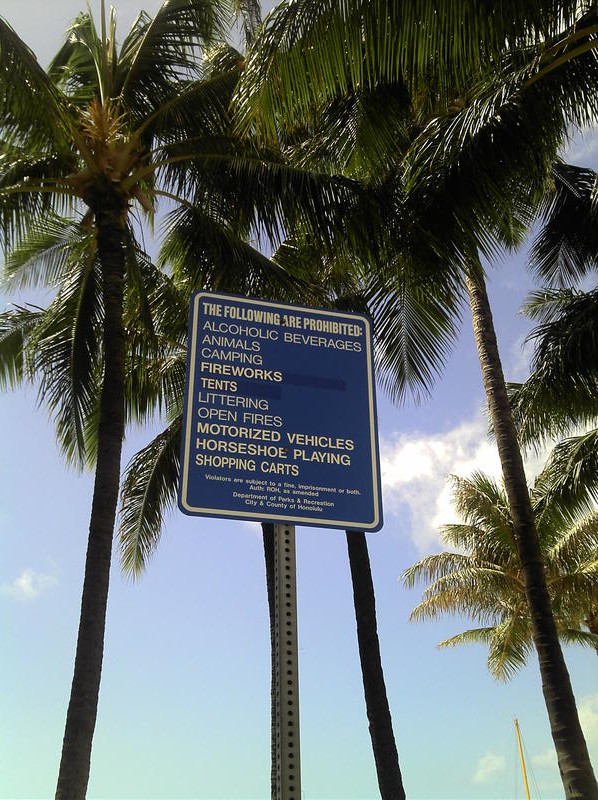 THE FOLLOWING ARE PROHIBITED:
ALCOHOLIC BEVERAGES
ANIMALS
CAMPING
FIREWORKS
TENTS
LITTERING
OPEN FIRES
MOTORIZED VEHICLES
HORSESHOE PLAYING
SHOPPING CARTS
Violators are subject to a fine, imprisonment or both.
Auth: ROH, as amended
Department of Parks & Recreation
City & County of Honolulu